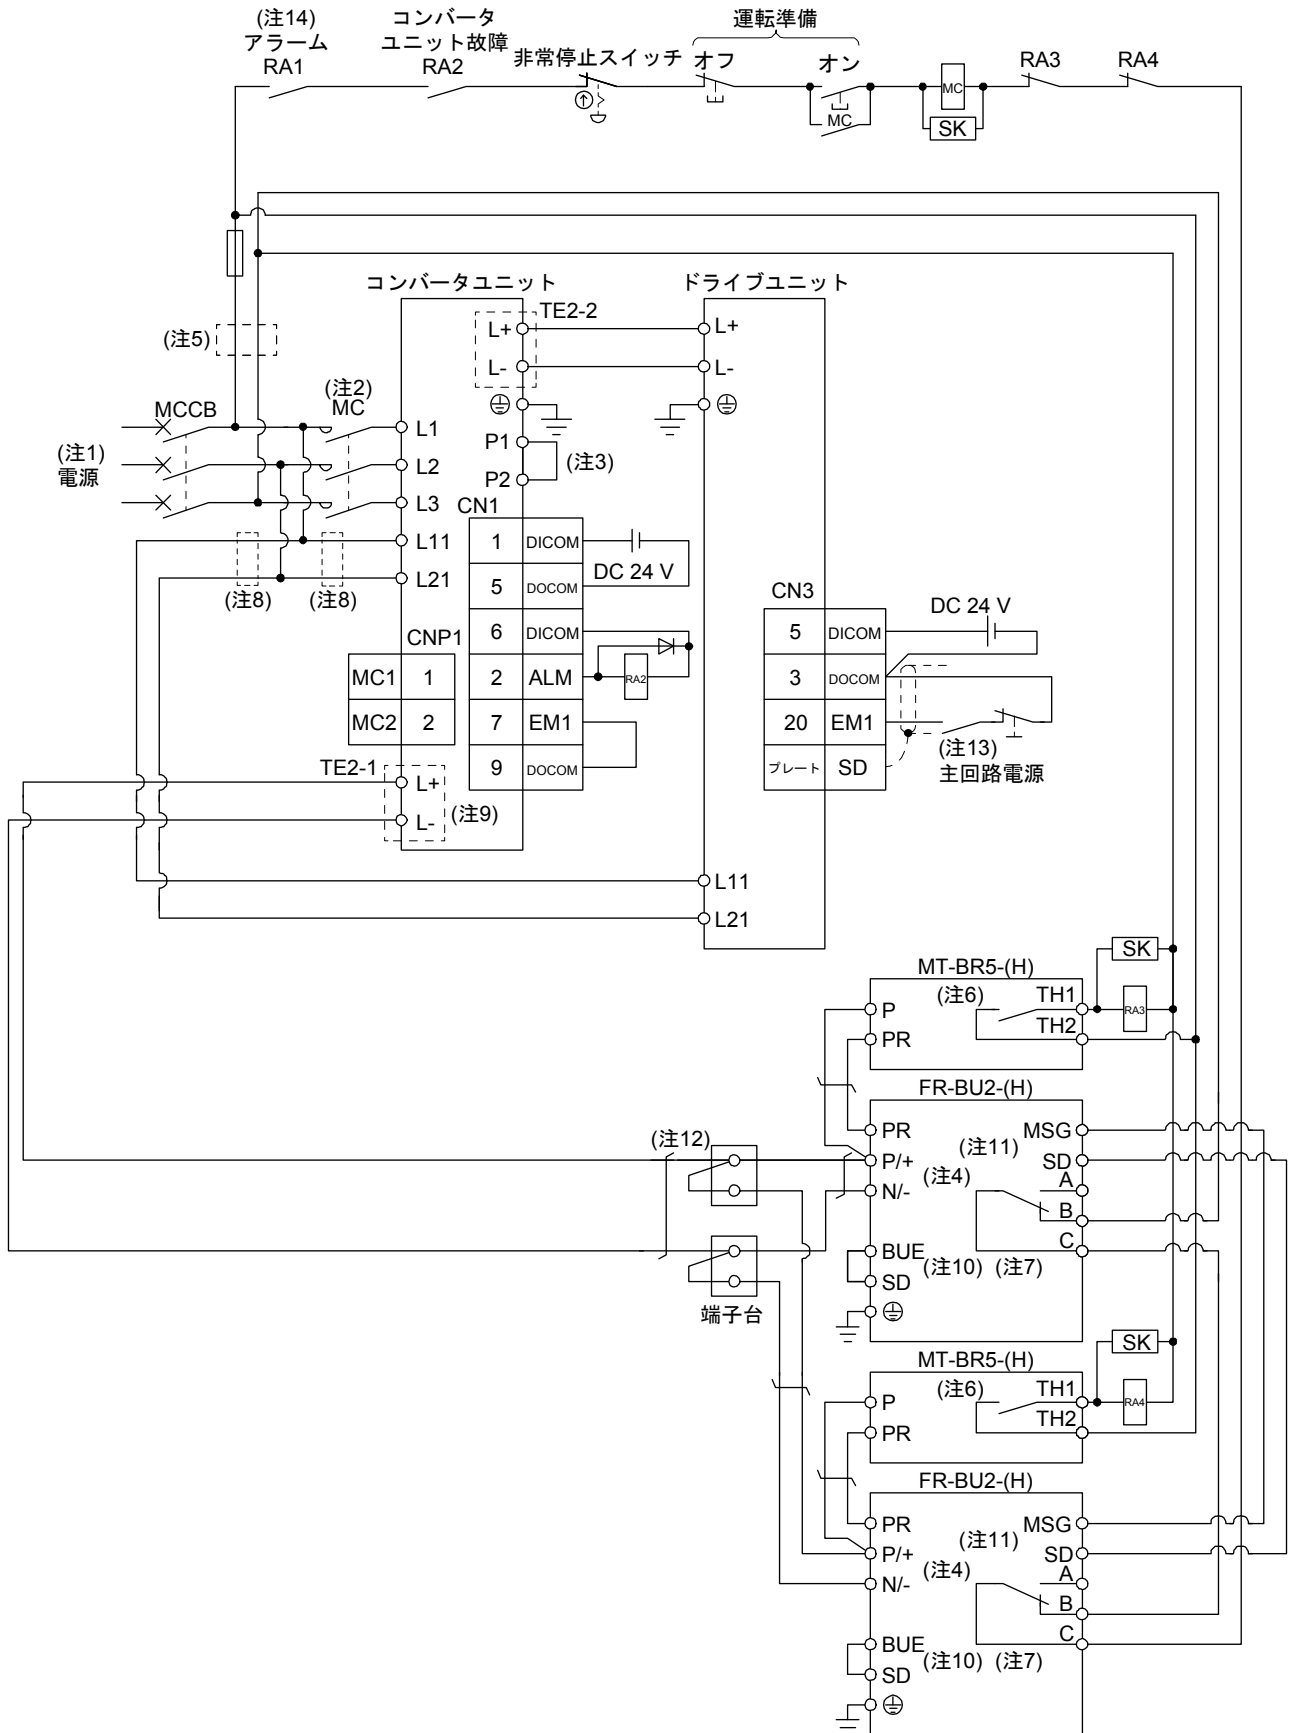 (注14)
アラーム
RA1
コンバータ
ユニット故障
RA2
非常停止スイッチ
運転準備
オフ
オン
MC
MC
SK
RA3
RA4
コンバータユニット
ドライブユニット
TE2-2
L+
L-
L+
L-
(注5)
(注2)
MC
MCCB
(注1)
電源
L1
L2
L3
L11
L21
P1
P2
(注3)
(注8)
(注8)
CN1
1 DICOM
5 DOCOM
6 DICOM
2 ALM
7 EM1
9 DOCOM
DC 24 V
RA2
CNP1
MC1 1
MC2 2
TE2-1
L+
L-
(注9)
CN3
5 DICOM
3 DOCOM
20 EM1
プレート SD
DC 24 V
(注13)
主回路電源
L11
L21
SK
MT-BR5-(H)
(注6)
P
PR
TH1
TH2
RA3
FR-BU2-(H)
PR
P/+
N/-
(注4)
(注11)
MSG
SD
A
B
C
BUE
SD
(注10)
(注7)
(注12)
端子台
SK
MT-BR5-(H)
(注6)
P
PR
TH1
TH2
RA4
FR-BU2-(H)
PR
P/+
N/-
(注4)
(注11)
MSG
SD
A
B
C
BUE
SD
(注10)
(注7)